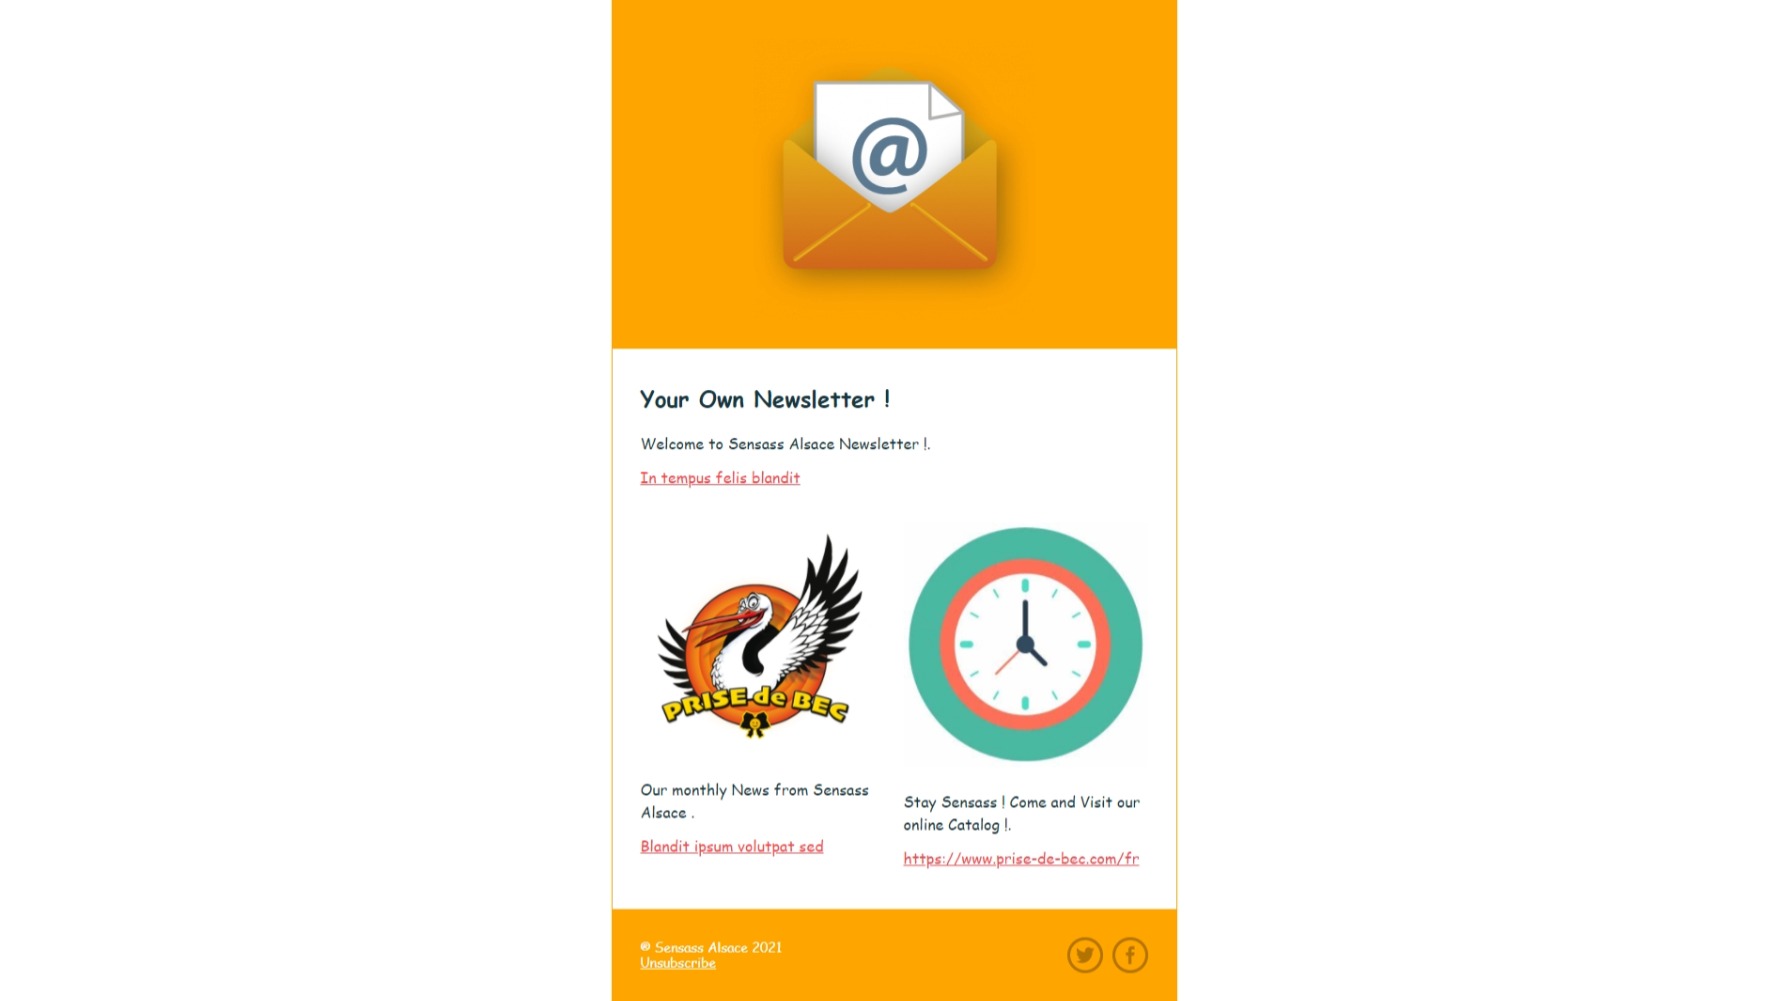 @
Your Own Newsletter !
Welcome to Sensass Alsace Newsletter !.
In tempus felis blandit
PRISE de BEC
Our monthly News from Sensass
Alsace .
Blandit ipsum volutpat sed
Stay Sensass ! Come and Visit our
online Catalog !.
https://www.prise-de-bec.com/fr
® Sensass Alsace 2021
Unsubscribe